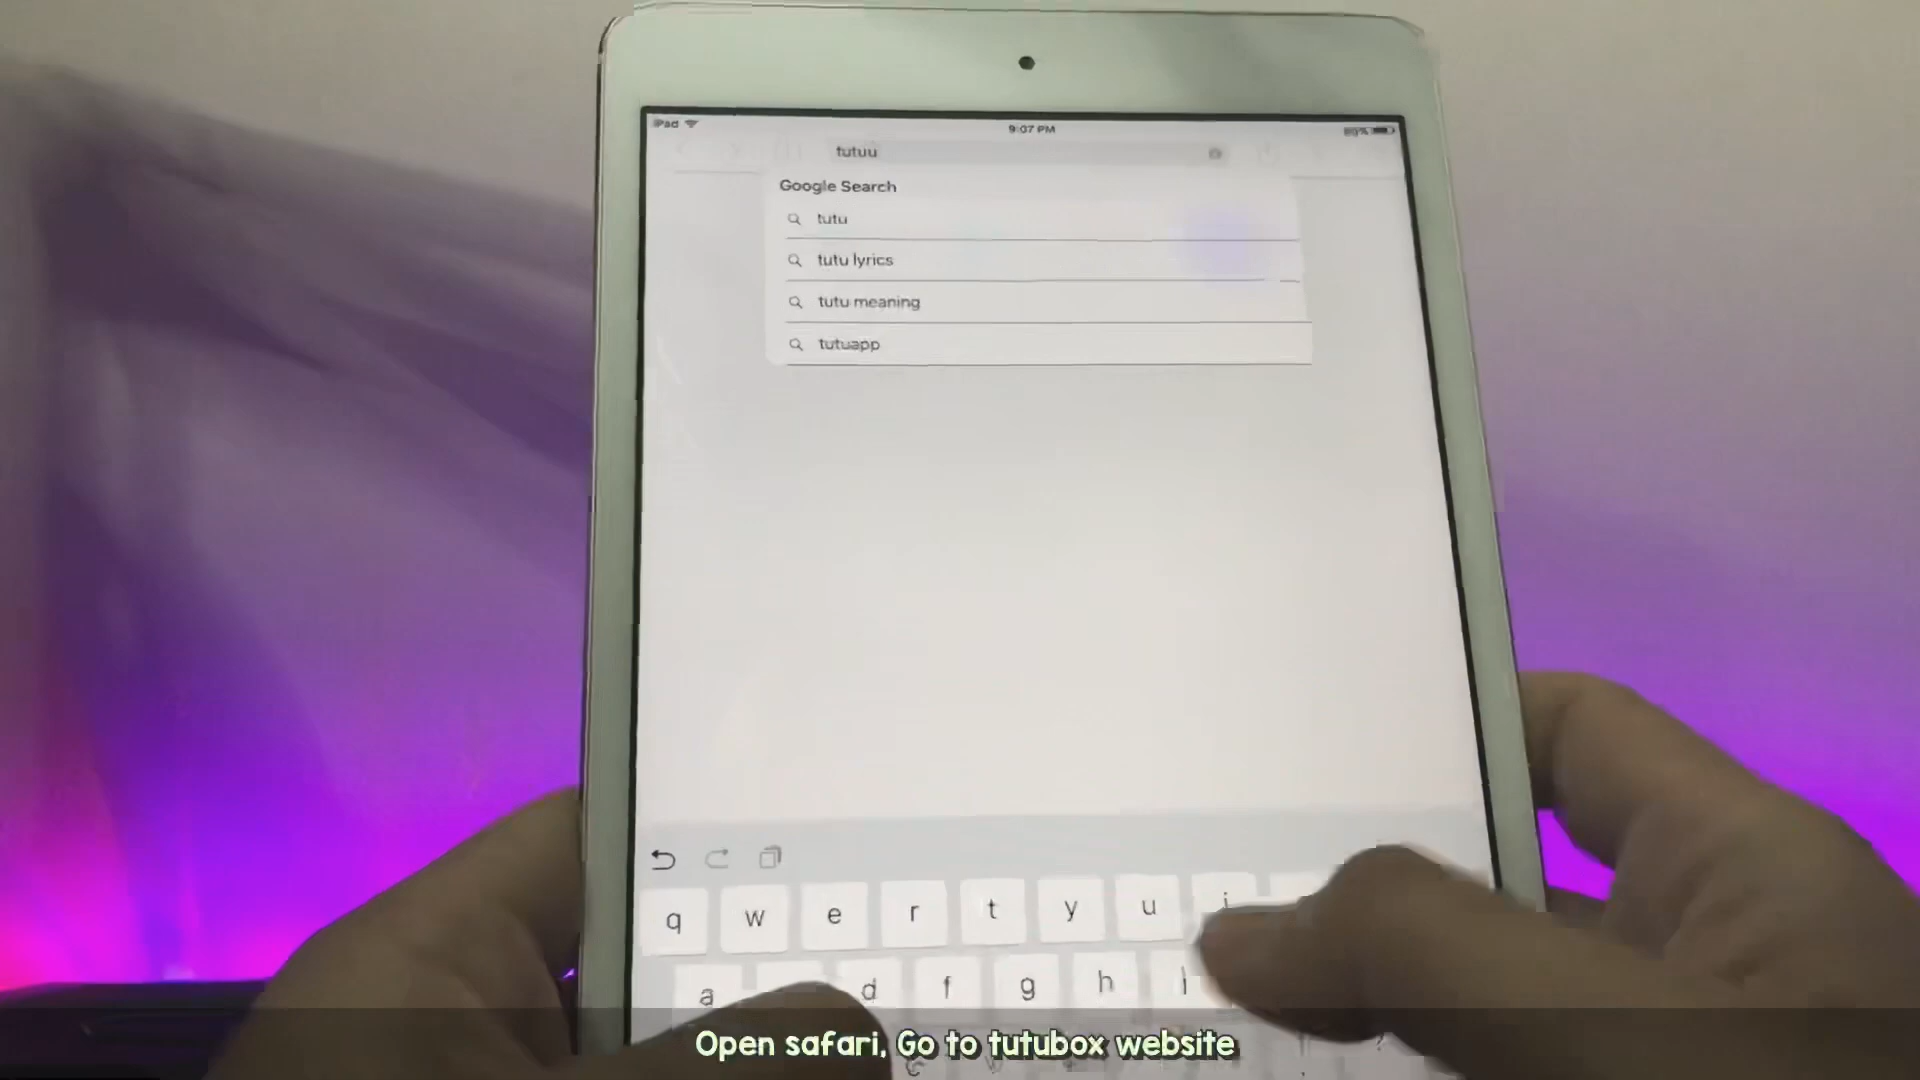 iPad
9:07 PM
89%
tutuu
Google Search
tutu
tutu lyrics
tutu meaning
tutuapp
q w e r t y u i
a d f g h j
Open safari, Go to tutubox website